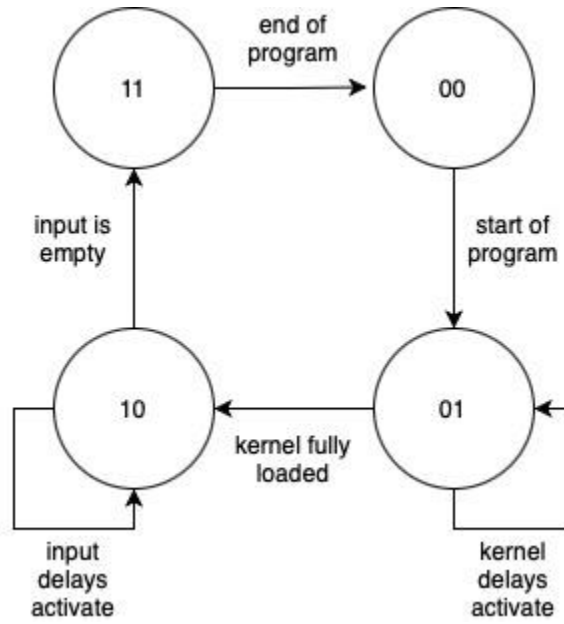 end of
program
11
00
input is
empty
start of
program
10
kernel fully
loaded
01
input
delays
activate
kernel
delays
activate